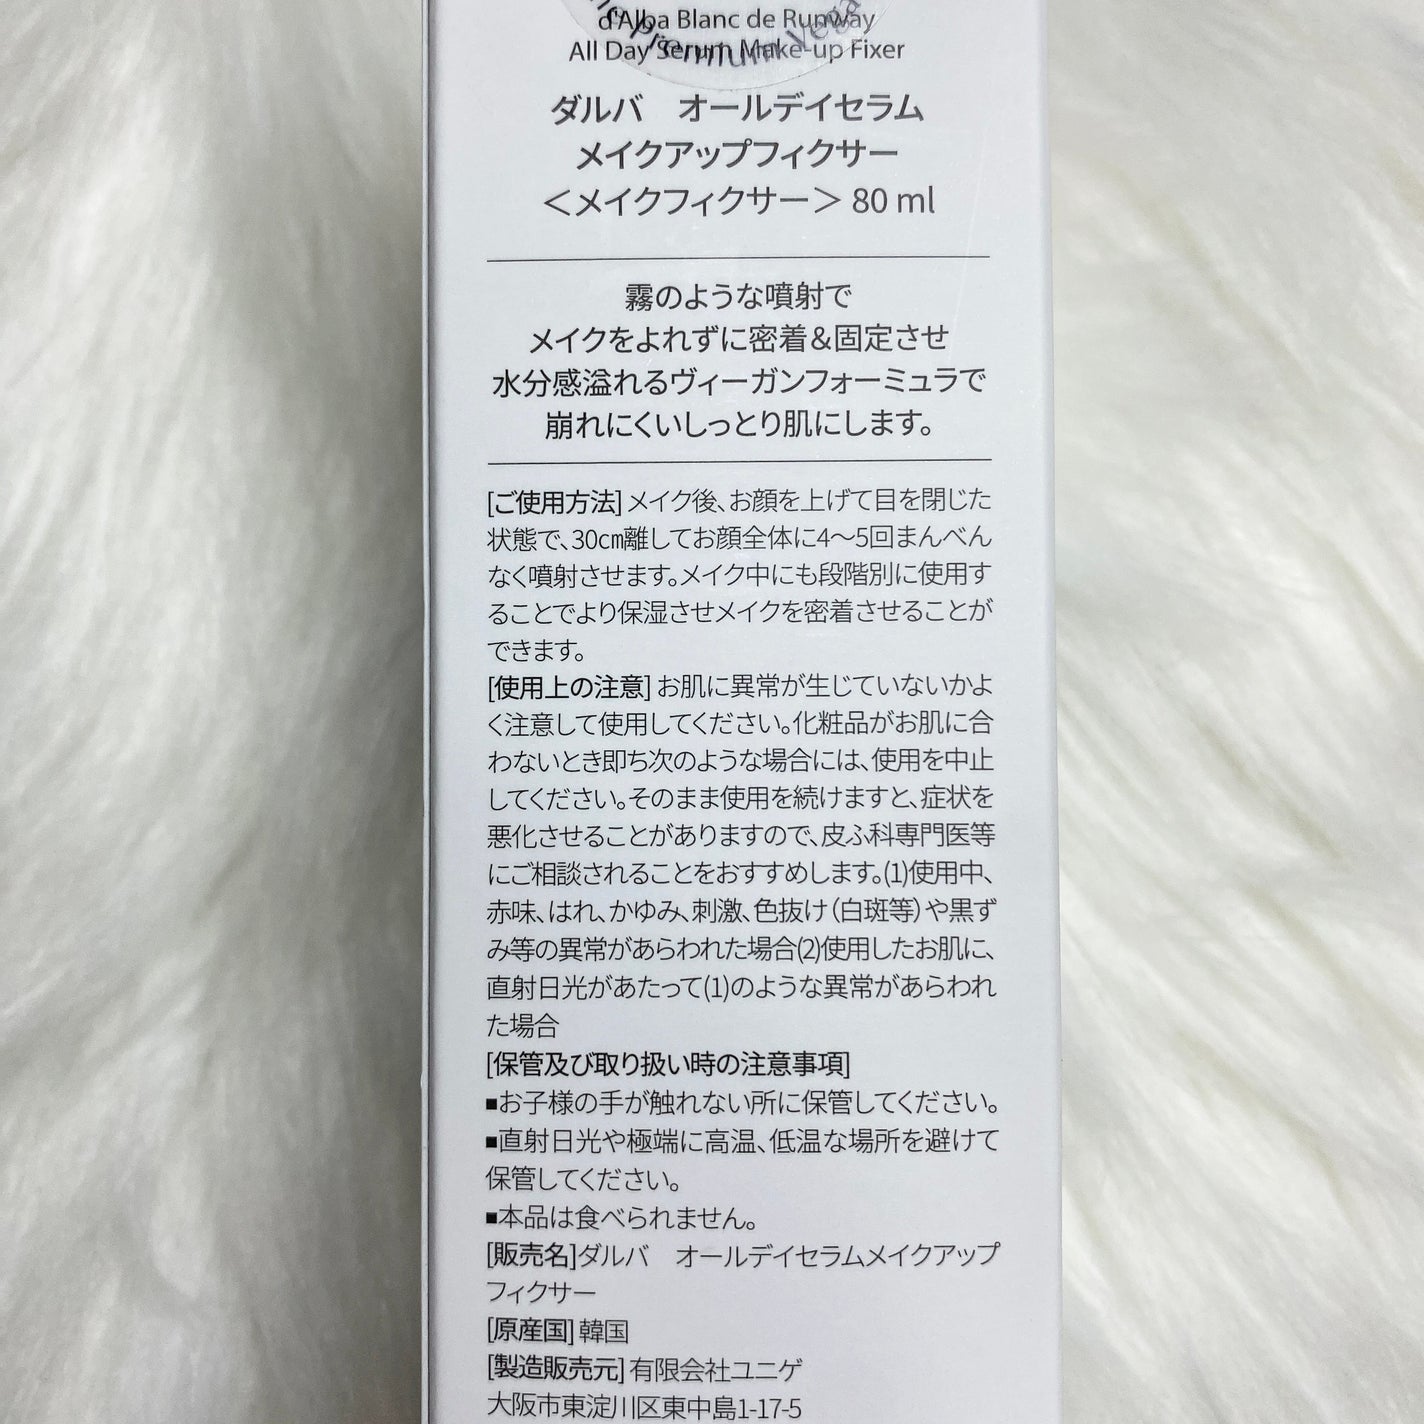 d'Alba Blanc de Runway
All Day Serum Make-up Fixer
Premium Vega
ダルバ　オールデイセラム
メイクアップフィクサー
＜メイクフィクサー＞ 80 ml
霧のような噴射で
メイクをよれずに密着＆固定させ
水分感溢れるヴィーガンフォーミュラで
崩れにくいしっとり肌にします。
[ご使用方法] メイク後、お顔を上げて目を閉じた
状態で、30㎝離してお顔全体に4～5回まんべん
なく噴射させます。メイク中にも段階別に使用す
ることでより保湿させメイクを密着させることが
できます。
[使用上の注意] お肌に異常が生じていないかよ
く注意して使用してください。化粧品がお肌に合
わないとき即ち次のような場合には、使用を中止
してください。そのまま使用を続けますと、症状を
悪化させることがありますので、皮ふ科専門医等
にご相談されることをおすすめします。(1)使用中、
赤味、はれ、かゆみ、刺激、色抜け（白斑等）や黒ず
み等の異常があらわれた場合(2)使用したお肌に、
直射日光があたって(1)のような異常があらわれ
た場合
[保管及び取り扱い時の注意事項]
■お子様の手が触れない所に保管してください。
■直射日光や極端に高温、低温な場所を避けて
保管してください。
■本品は食べられません。
[販売名]ダルバ　オールデイセラムメイクアップ
フィクサー
[原産国] 韓国
[製造販売元] 有限会社ユニゲ
大阪市東淀川区東中島1-17-5